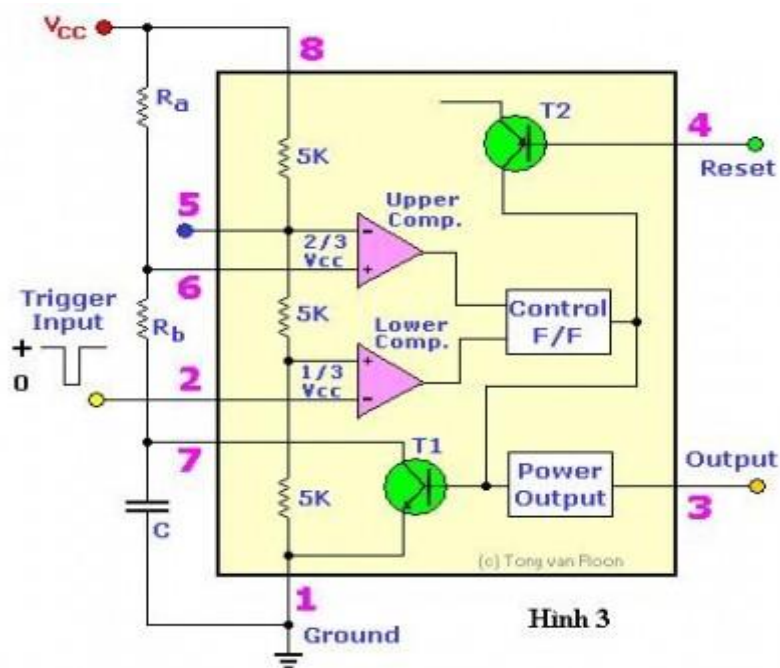 Vcc
8
Ra
T2
4
5K
Reset
5
Upper
Comp.
2/3
Vcc
6
Trigger
Input
Rb
5K
Lower
Comp.
Control
F/F
+
0
2
1/3
Vcc
7
T1
Output
Power
Output
3
5K
C
(c) Tony van Roon
1
Hình 3
Ground